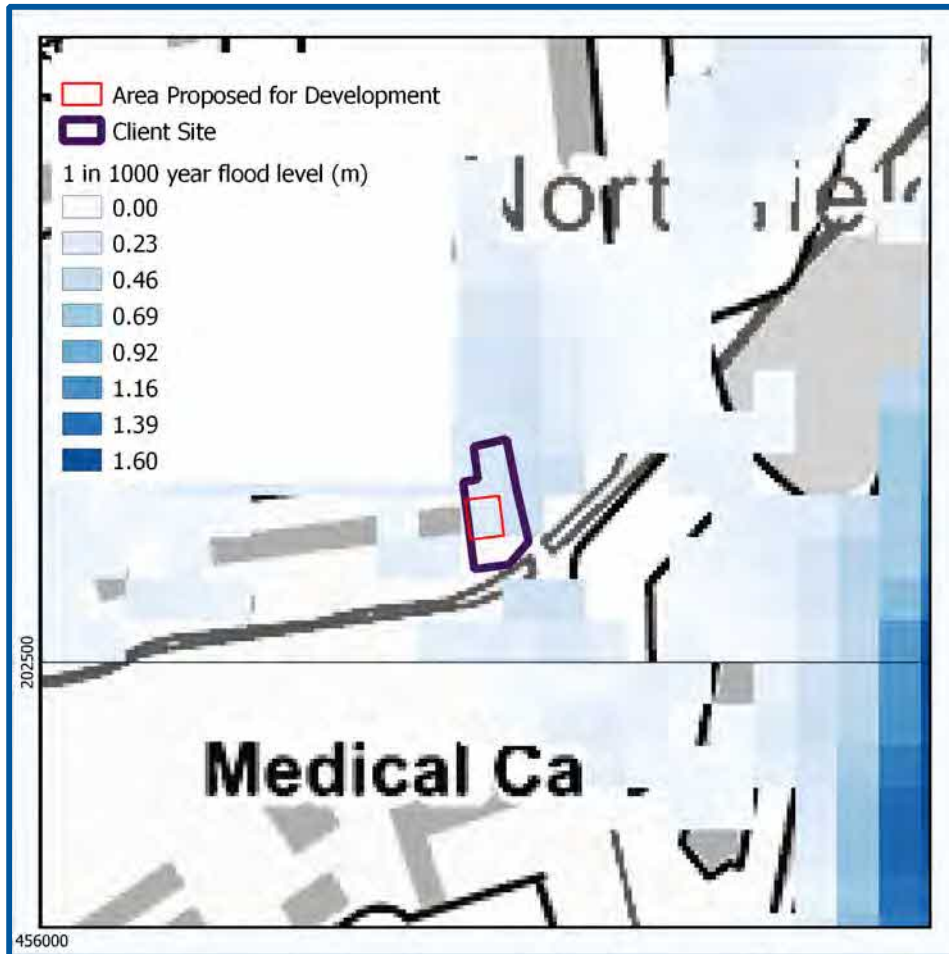 Area Proposed for Development
Client Site
1 in 1000 year flood level (m)
0.00
0.23
0.46
0.69
0.92
1.16
1.39
1.60
202500
Medical Ca
456000